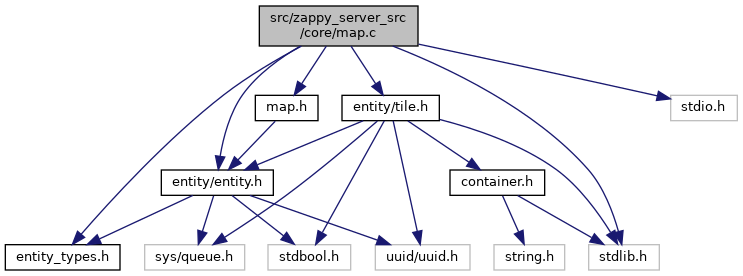 src/zappy_server_src
/core/map.c
map.h
entity/tile.h
stdio.h
entity/entity.h
container.h
entity_types.h
sys/queue.h
stdbool.h
uuid/uuid.h
string.h
stdlib.h